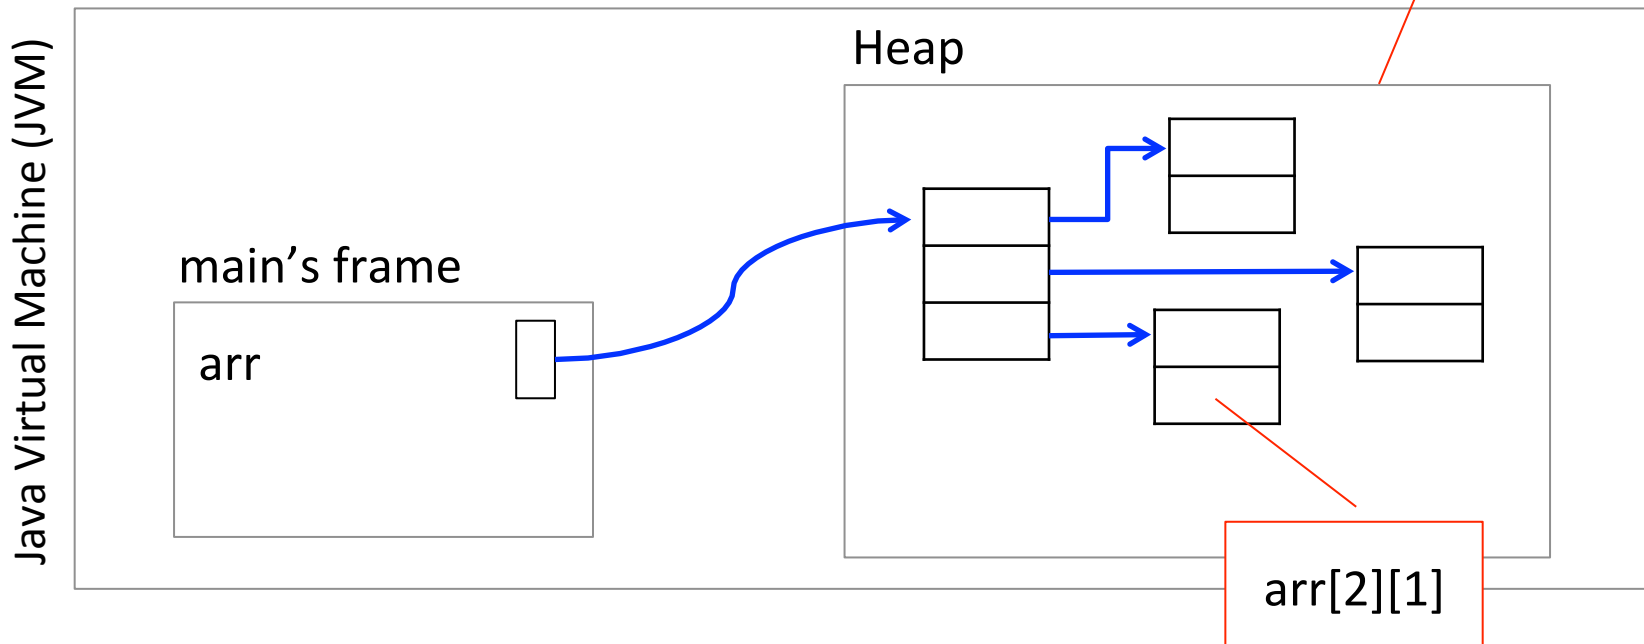 Java Virtual Machine (JVM)
Heap
main’s frame
arr
arr[2][1]